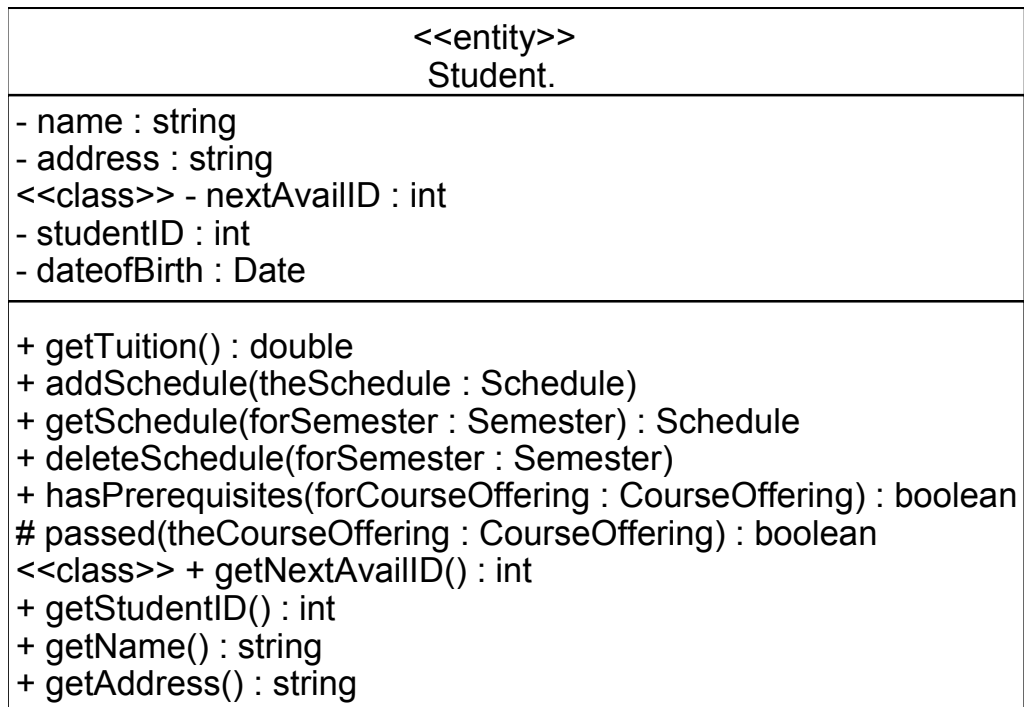 <<entity>>
Student.
- name : string
- address : string
<<class>> - nextAvailID : int
- studentID : int
- dateofBirth : Date
+ getTuition() : double
+ addSchedule(theSchedule : Schedule)
+ getSchedule(forSemester : Semester) : Schedule
+ deleteSchedule(forSemester : Semester)
+ hasPrerequisites(forCourseOffering : CourseOffering) : boolean
# passed(theCourseOffering : CourseOffering) : boolean
<<class>> + getNextAvailID() : int
+ getStudentID() : int
+ getName() : string
+ getAddress() : string